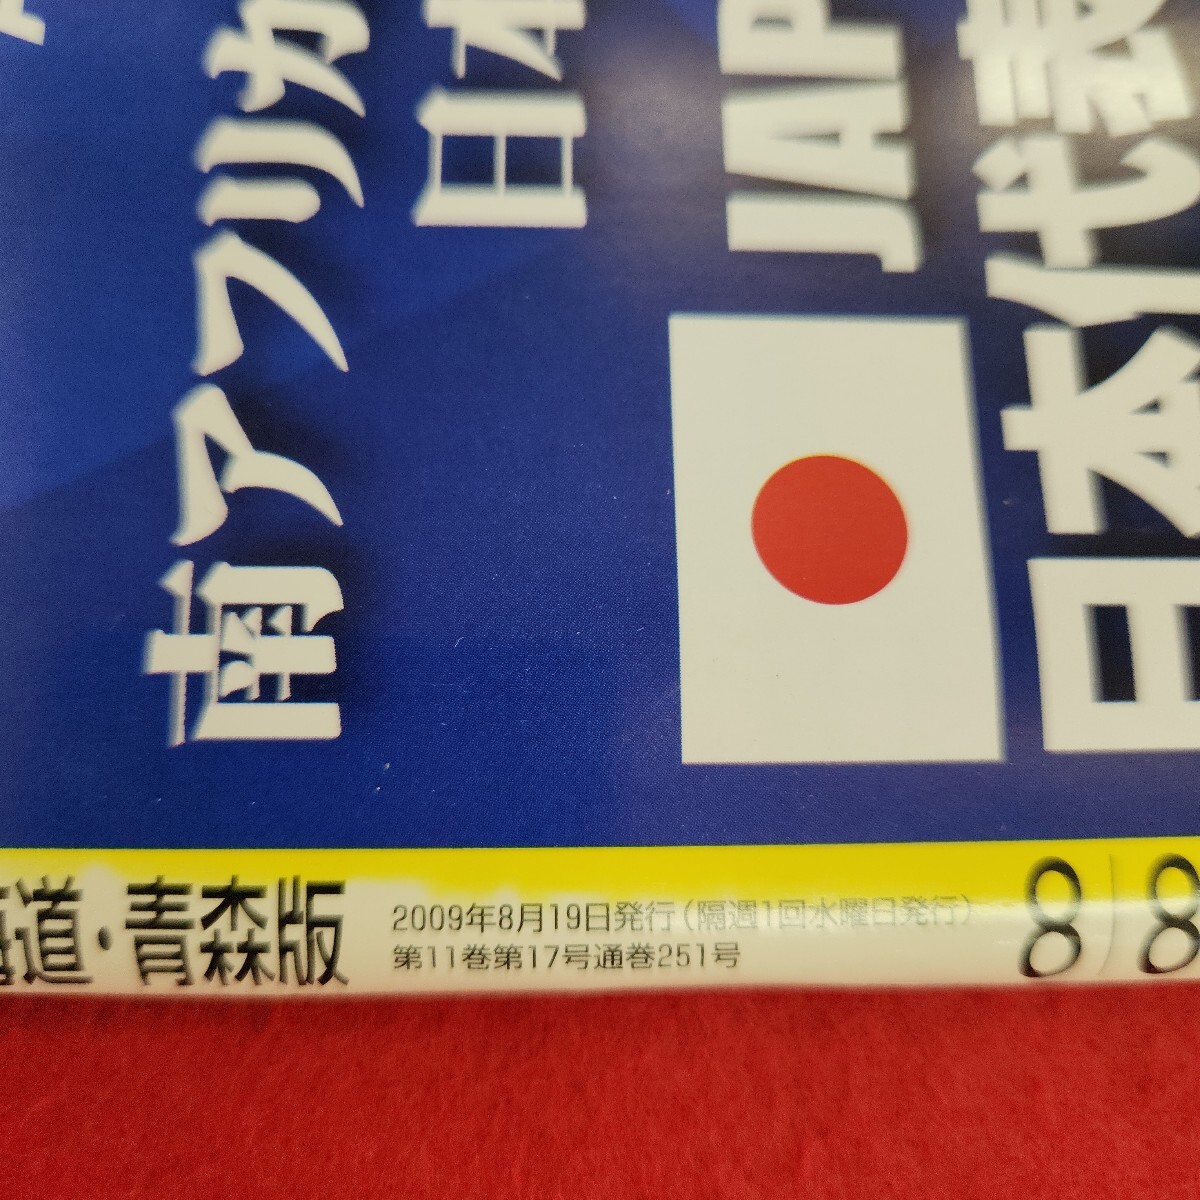 南アフリカ
日本
JAP
日本代表
道・青森版
2009年8月19日発行（隔週1回水曜日発行）
第11巻第17号通巻251号
8/8